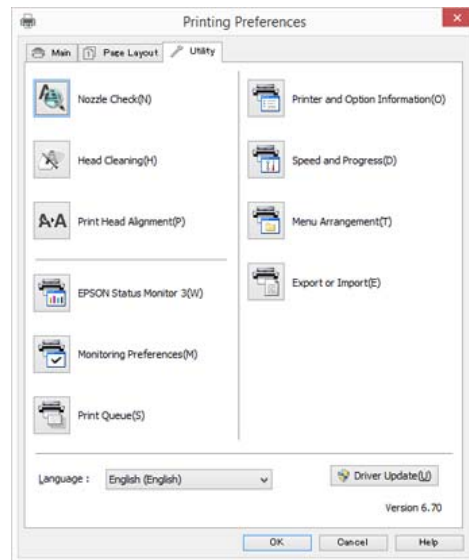 Printing Preferences
Main
Page Layout
Utility
Nozzle Check(N)
Head Cleaning(H)
A·A Print Head Alignment(P)
EPSON Status Monitor 3(W)
Monitoring Preferences(M)
Print Queue(S)
Printer and Option Information(O)
Speed and Progress(D)
Menu Arrangement(T)
Export or Import(E)
Language : English (English)
Driver Update(U)
Version 6.70
OK Cancel Help